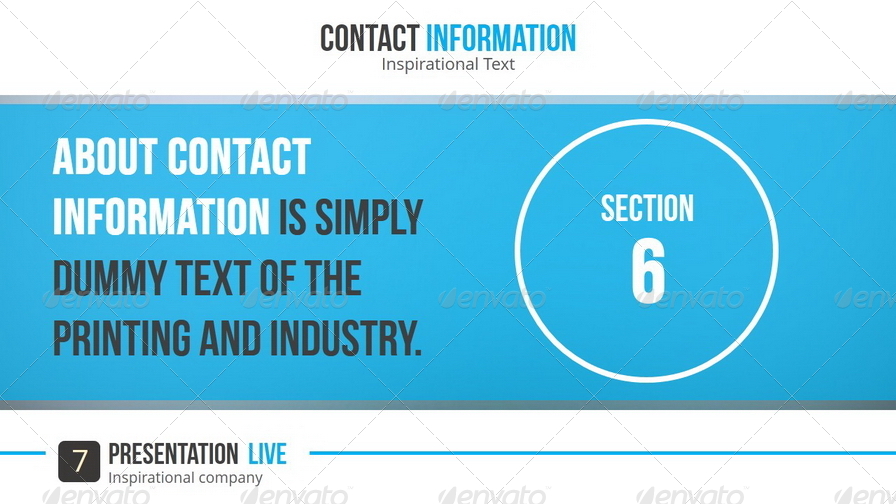 CONTACT INFORMATION
Inspirational Text
ABOUT CONTACT
INFORMATION IS SIMPLY
DUMMY TEXT OF THE
PRINTING AND INDUSTRY.
SECTION
6
7
PRESENTATION LIVE
Inspirational company
envato